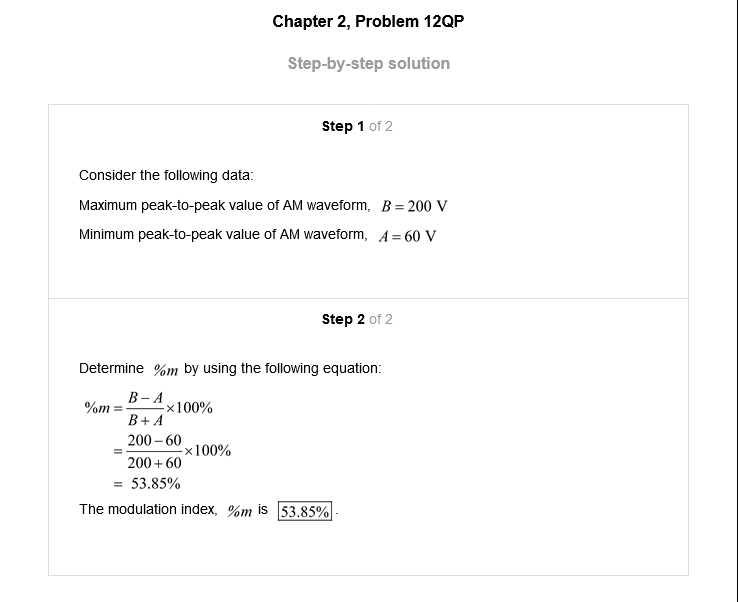 Chapter 2, Problem 12QP
Step-by-step solution
Step 1 of 2
Consider the following data:
Maximum peak-to-peak value of AM waveform, B = 200 V
Minimum peak-to-peak value of AM waveform, A = 60 V
Step 2 of 2
Determine %m by using the following equation:
%m = \frac{B - A}{B + A} × 100%
= \frac{200 - 60}{200 + 60} × 100%
= 53.85%
The modulation index, %m is 53.85% .